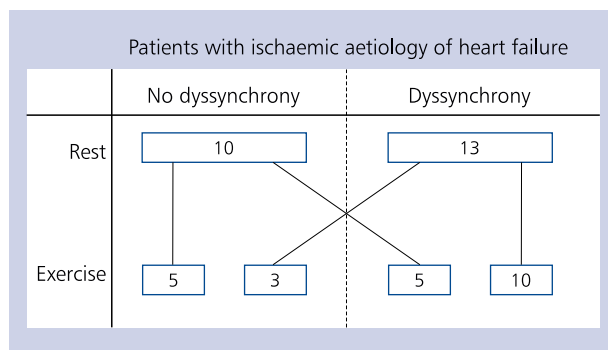 Patients with ischaemic aetiology of heart failure
No dyssynchrony Dyssynchrony
Rest 10 13
Exercise 5 3 5 10